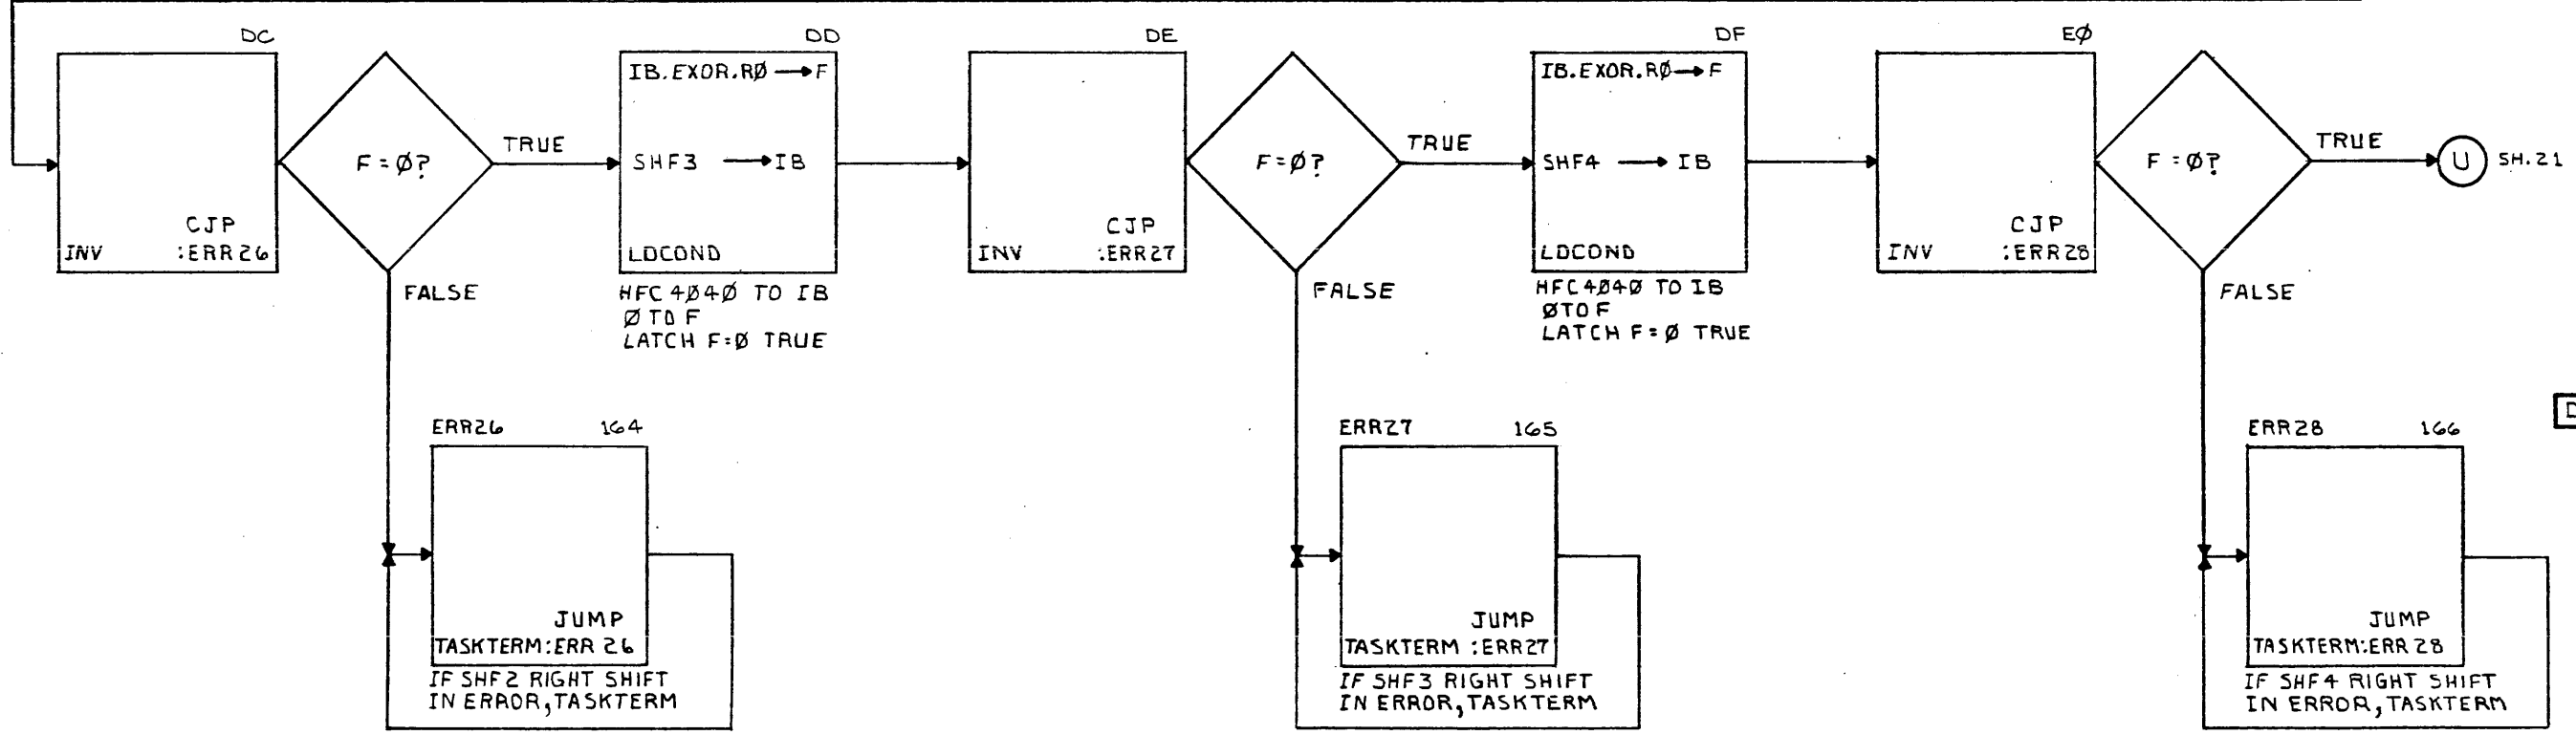 DC
CJP
INV :ERR26
F=Ø?
TRUE
FALSE
DD
IB.EXOR.RØ→F
SHF3 →IB
LDCOND
HFC4Ø4Ø TO IB
Ø TO F
LATCH F=Ø TRUE
DE
CJP
INV :ERR27
F=Ø?
TRUE
FALSE
DF
IB.EXOR.RØ→F
SHF4 → IB
LDCOND
HFC4Ø4Ø TO IB
ØTO F
LATCH F=Ø TRUE
EØ
CJP
INV :ERR28
F=Ø?
TRUE
FALSE
U SH.21
ERR26 164
JUMP
TASKTERM:ERR 26
IF SHF2 RIGHT SHIFT
IN ERROR,TASKTERM
ERR27 165
JUMP
TASKTERM :ERR27
IF SHF3 RIGHT SHIFT
IN ERROR,TASKTERM
ERR28 166
JUMP
TASKTERM:ERR 28
IF SHF4 RIGHT SHIFT
IN ERROR,TASKTERM